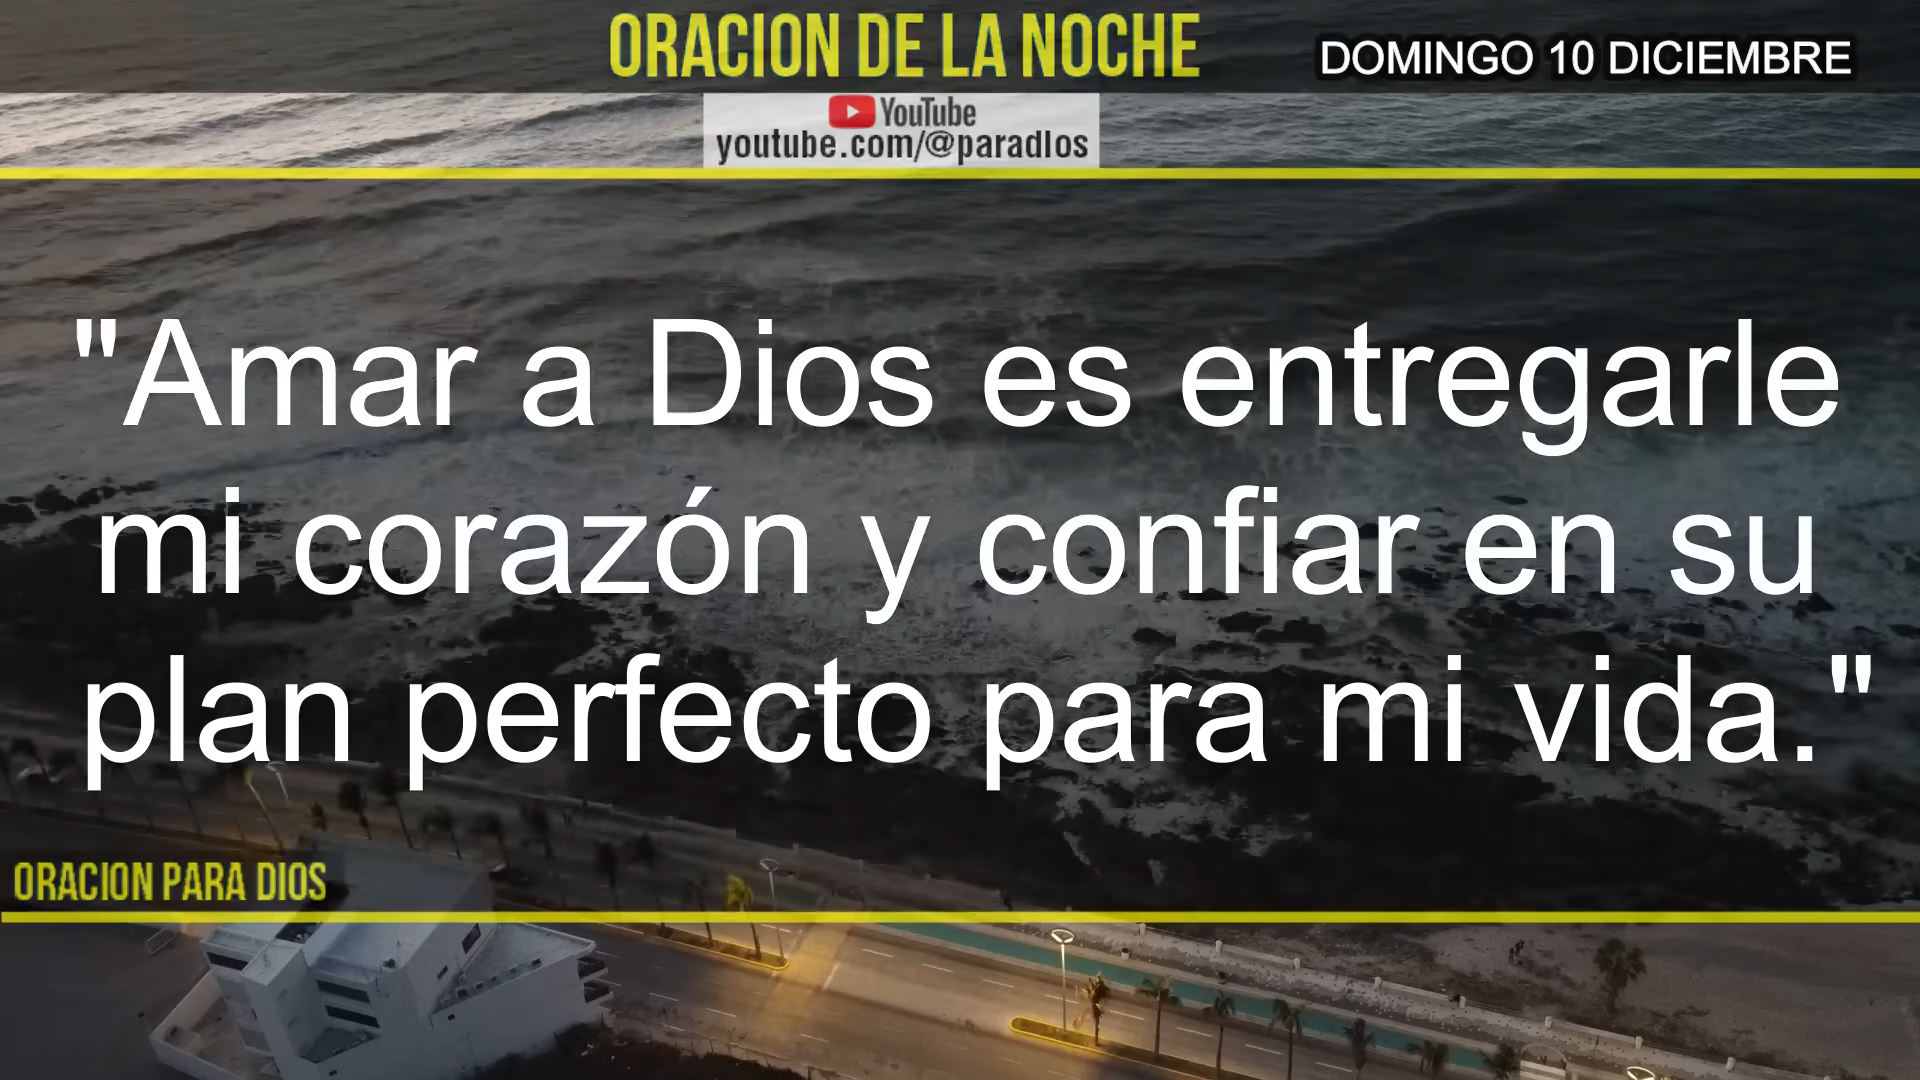 ORACION DE LA NOCHE
DOMINGO 10 DICIEMBRE
YouTube
youtube.com/@paradIos
"Amar a Dios es entregarle
mi corazón y confiar en su
plan perfecto para mi vida."
ORACION PARA DIOS